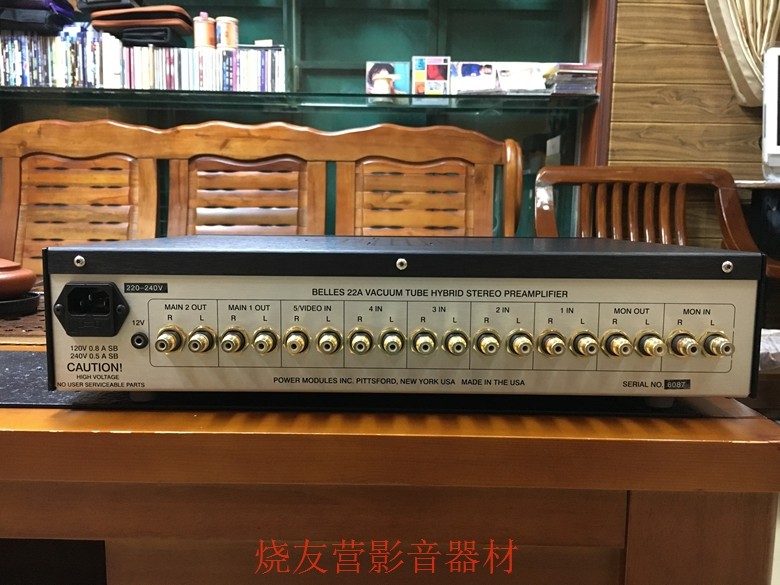 220-240V
BELLES 22A VACUUM TUBE HYBRID STEREO PREAMPLIFIER
12V
MAIN 2 OUT MAIN 1 OUT 5/VIDEO IN 4 IN 3 IN 2 IN 1 IN MON OUT MON IN
R L R L R L R L R L R L R L R L R L
120V 0.8 A SB
240V 0.5 A SB
CAUTION!
HIGH VOLTAGE
NO USER SERVICEABLE PARTS
POWER MODULES INC. PITTSFORD, NEW YORK USA MADE IN THE USA
SERIAL NO. 6087
烧友营影音器材